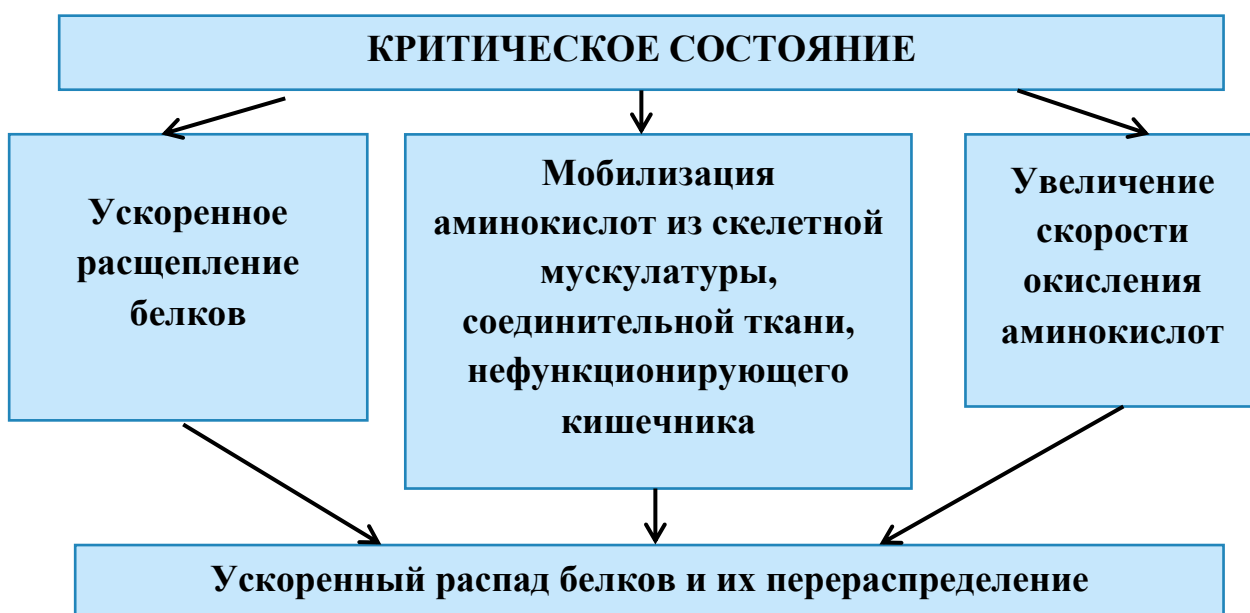 КРИТИЧЕСКОЕ СОСТОЯНИЕ
Ускоренное
расщепление
белков
Мобилизация
аминокислот из скелетной
мускулатуры,
соединительной ткани,
нефункционирующего
кишечника
Увеличение
скорости
окисления
аминокислот
Ускоренный распад белков и их перераспределение